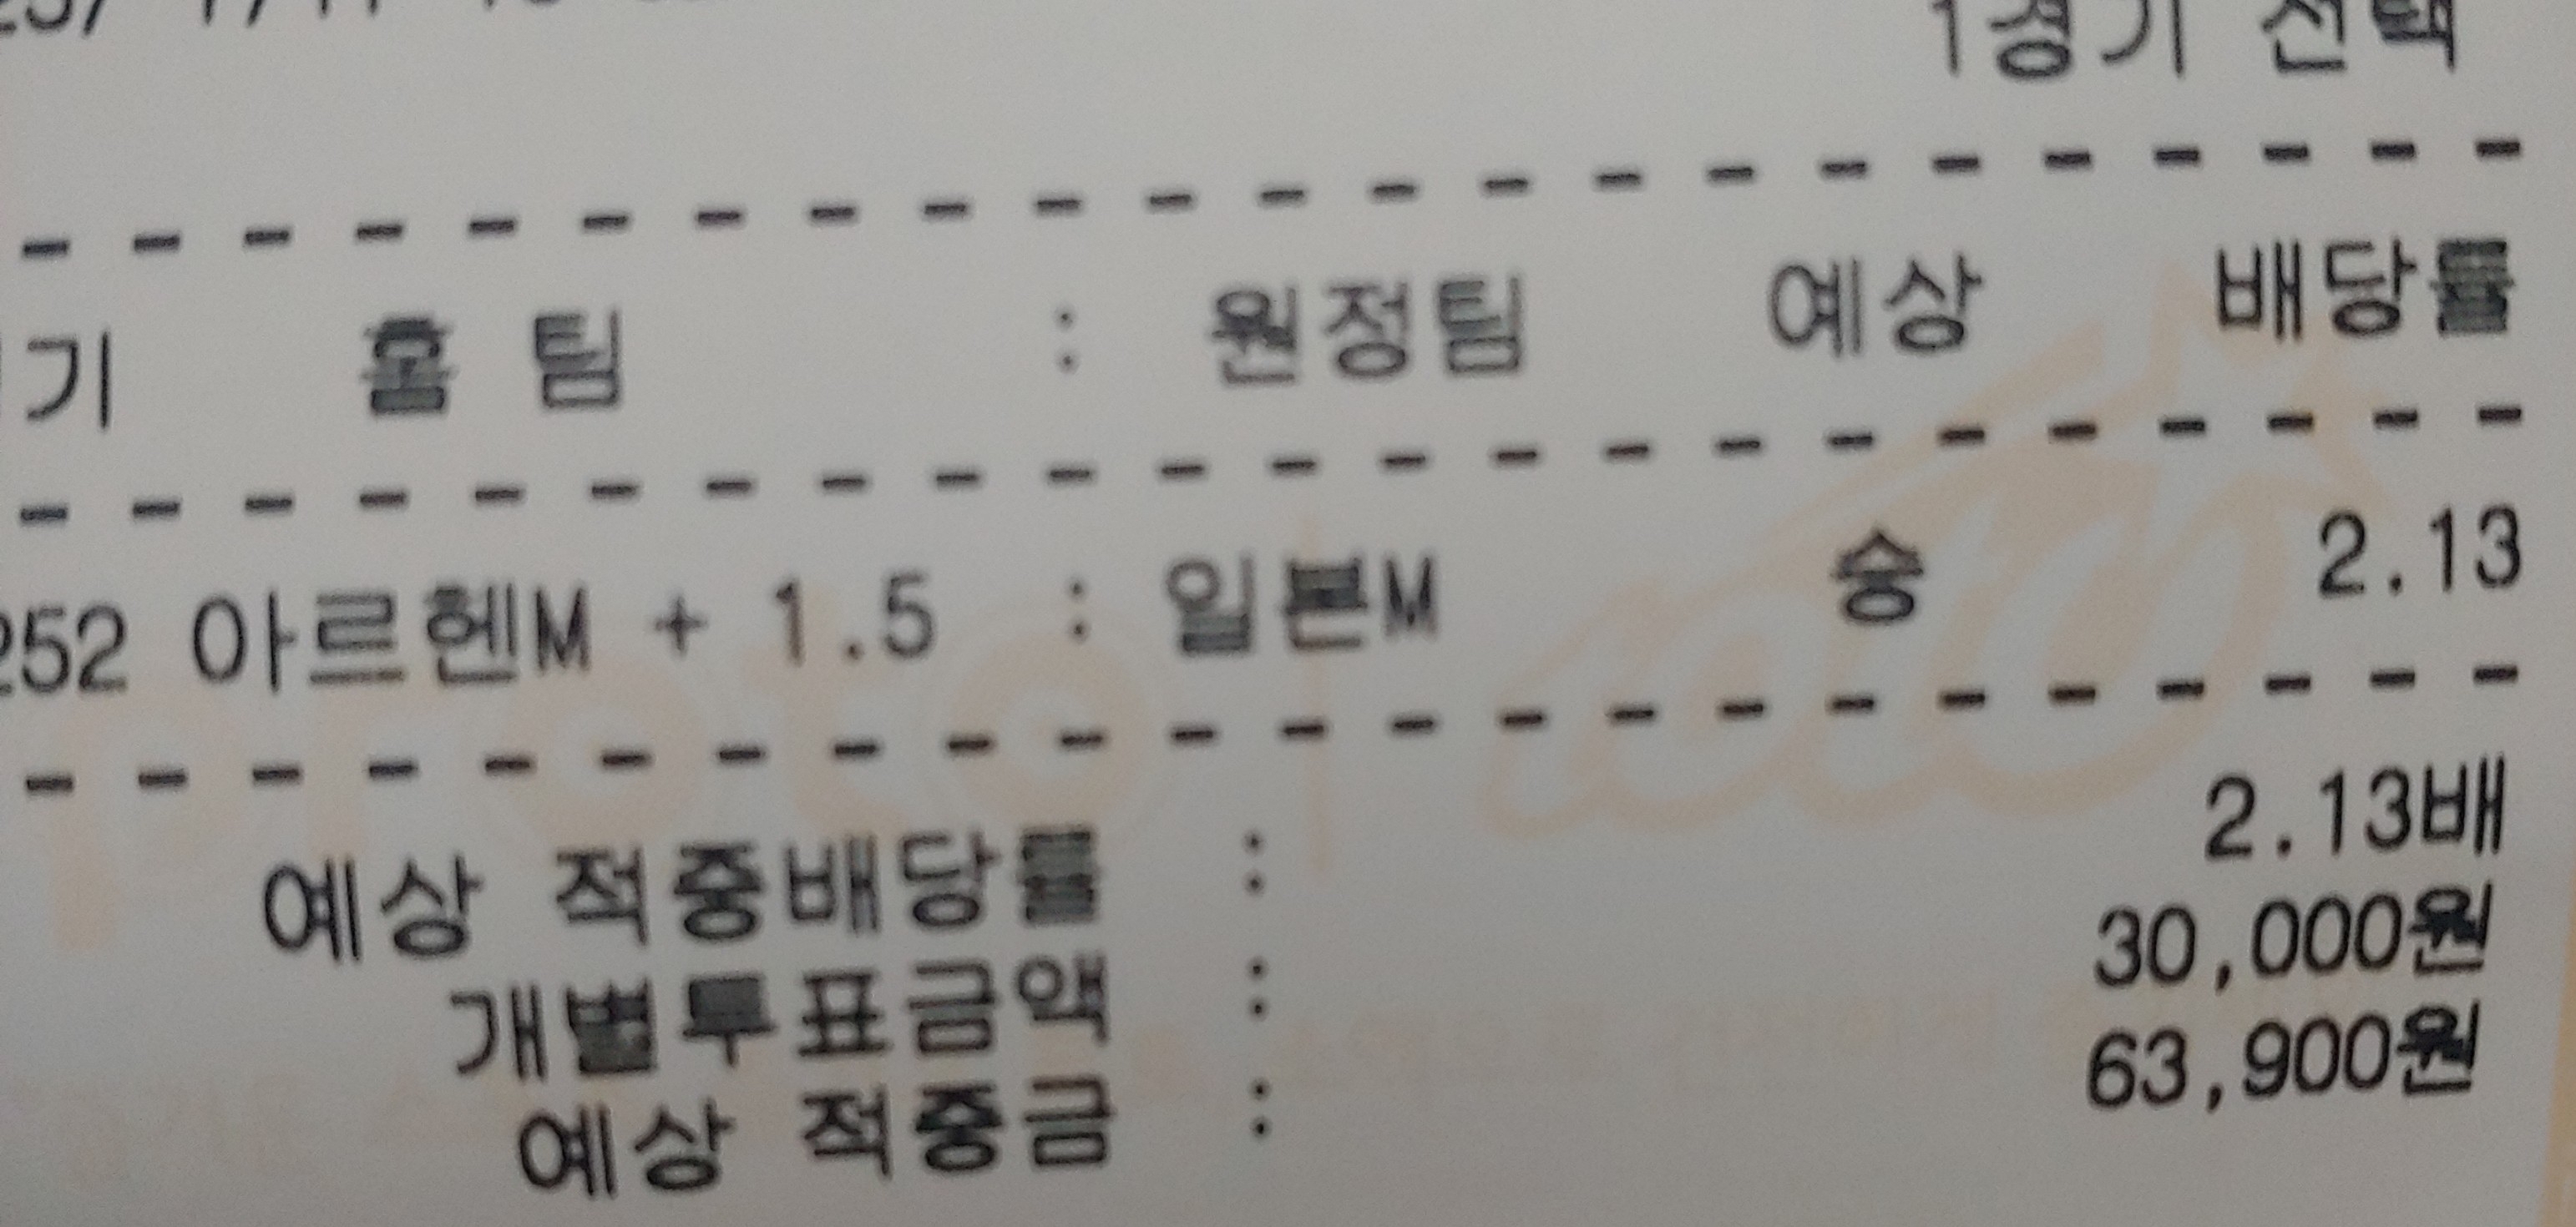 1경기 선택
- - - - - - - - - - - - - - - - - - - - - - -
기 홈 팀 : 원정팀 예상 배당률
- - - - - - - - - - - - - - - - - - - - - - -
252 아르헨M + 1.5 : 일본M 승 2.13
- - - - - - - - - - - - - - - - - - - - - - -
예상 적중배당률 : 2.13배
개별투표금액 : 30,000원
예상 적중금 : 63,900원